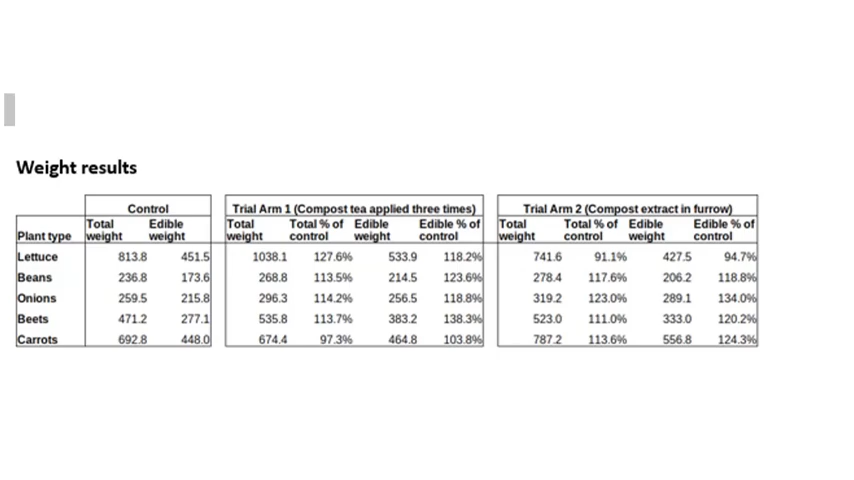 Weight results
Control Trial Arm 1 (Compost tea applied three times) Trial Arm 2 (Compost extract in furrow)
Plant type Total weight Edible weight Total weight Total % of control Edible weight Edible % of control Total weight Total % of control Edible weight Edible % of control
Lettuce 813.8 451.5 1038.1 127.6% 533.9 118.2% 741.6 91.1% 427.5 94.7%
Beans 236.8 173.6 268.8 113.5% 214.5 123.6% 278.4 117.6% 206.2 118.8%
Onions 259.5 215.8 296.3 114.2% 256.5 118.8% 319.2 123.0% 289.1 134.0%
Beets 471.2 277.1 535.8 113.7% 383.2 138.3% 523.0 111.0% 333.0 120.2%
Carrots 692.8 448.0 674.4 97.3% 464.8 103.8% 787.2 113.6% 556.8 124.3%